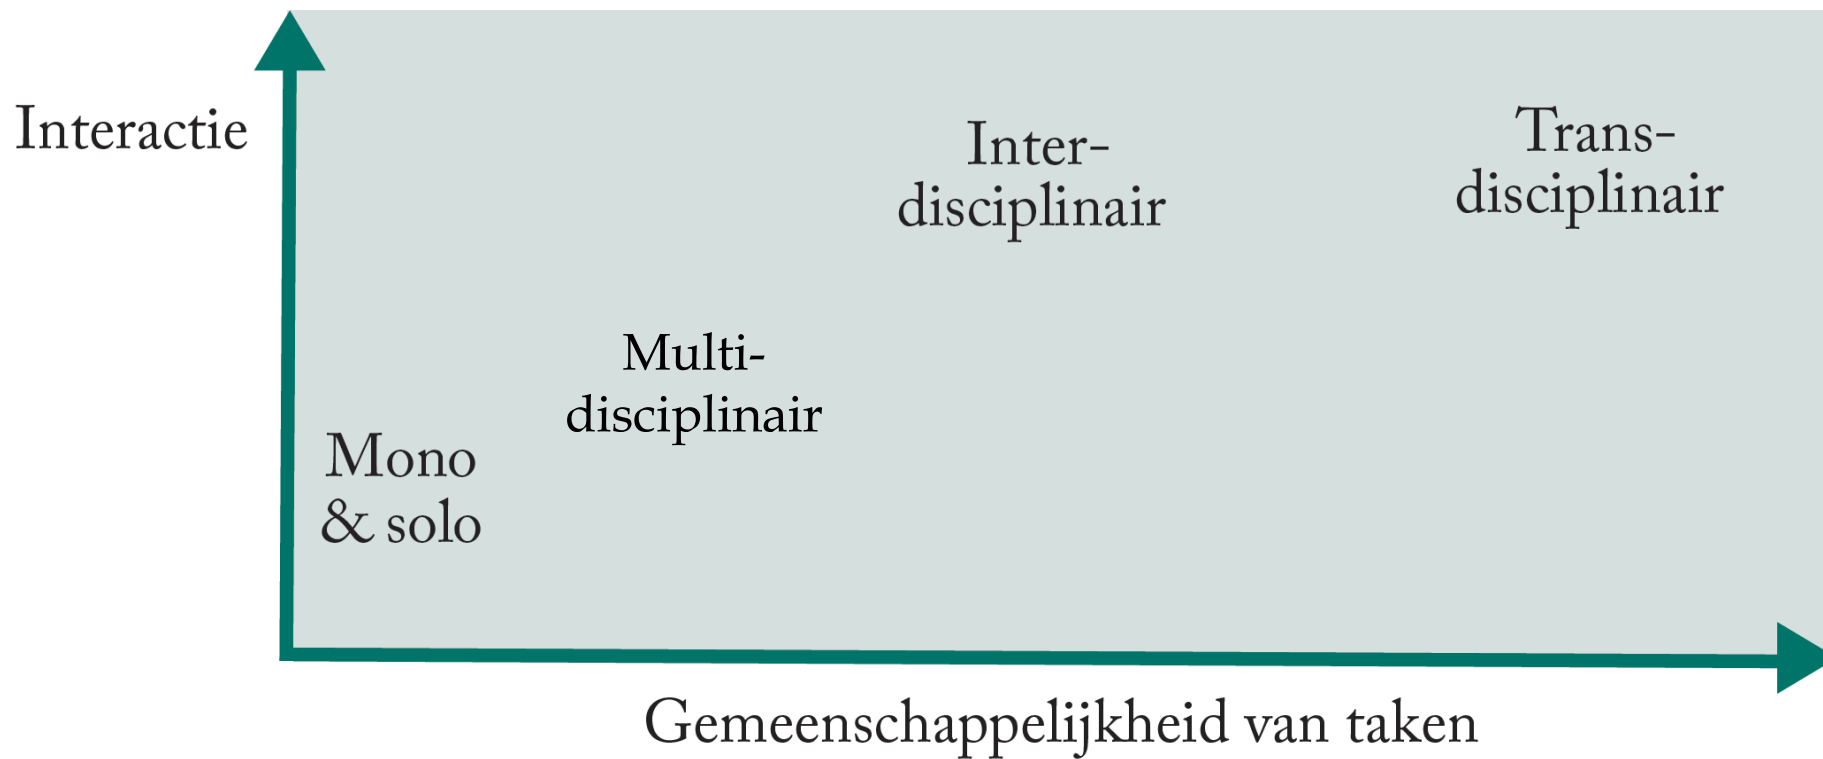 Interactie
Inter-
disciplinair
Trans-
disciplinair
Multi-
disciplinair
Mono
& solo
Gemeenschappelijkheid van taken